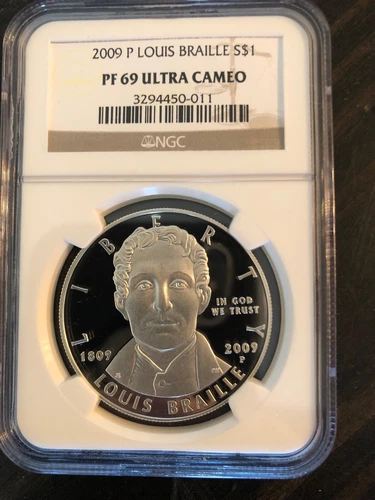 2009 P LOUIS BRAILLE S$1
PF 69 ULTRA CAMEO
3294450-011
NGC
LIBERTY
IN GOD
WE TRUST
1809
2009
P
LOUIS BRAILLE